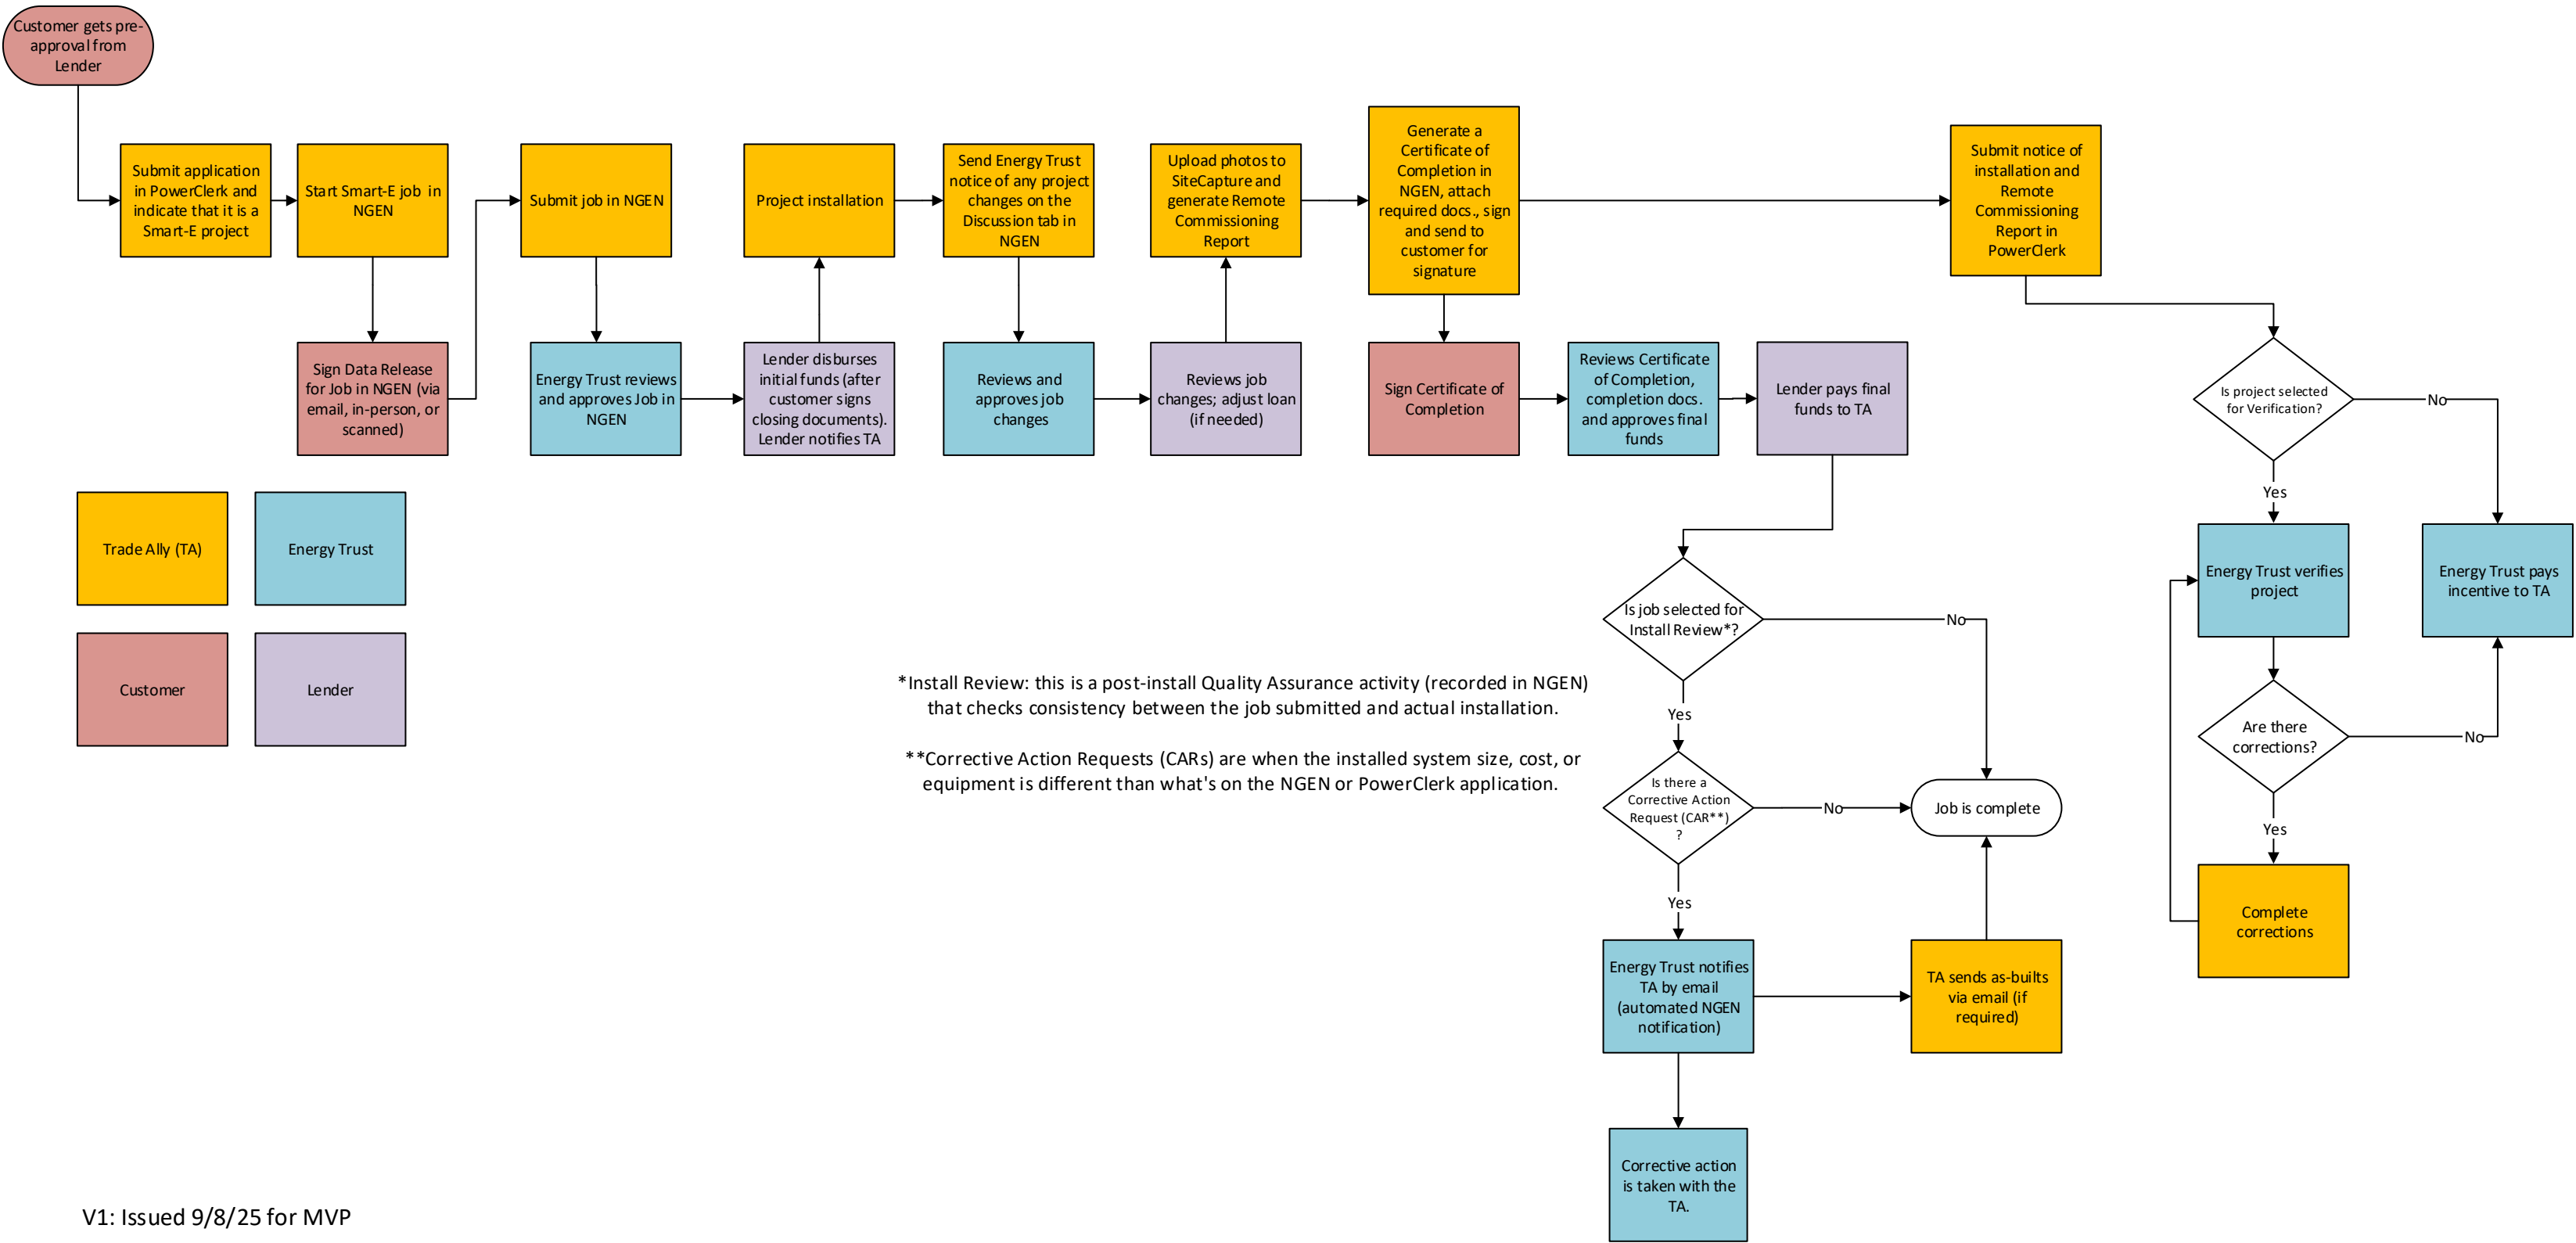 Customer gets pre-
approval from
Lender
Submit application
in PowerClerk and
indicate that it is a
Smart-E project
Start Smart-E job in
NGEN
Submit job in NGEN
Project installation
Send Energy Trust
notice of any project
changes on the
Discussion tab in
NGEN
Upload photos to
SiteCapture and
generate Remote
Commissioning
Report
Generate a
Certificate of
Completion in
NGEN, attach
required docs., sign
and send to
customer for
signature
Submit notice of
installation and
Remote
Commissioning
Report in
PowerClerk
Sign Data Release
for Job in NGEN (via
email, in-person, or
scanned)
Energy Trust reviews
and approves Job in
NGEN
Lender disburses
initial funds (after
customer signs
closing documents).
Lender notifies TA
Reviews and
approves job
changes
Reviews job
changes; adjust loan
(if needed)
Sign Certificate of
Completion
Reviews Certificate
of Completion,
completion docs.
and approves final
funds
Lender pays final
funds to TA
Is project selected
for Verification?
No
Yes
Trade Ally (TA)
Energy Trust
Customer
Lender
Energy Trust verifies
project
Energy Trust pays
incentive to TA
Is job selected for
Install Review*?
No
Yes
*Install Review: this is a post-install Quality Assurance activity (recorded in NGEN)
that checks consistency between the job submitted and actual installation.
**Corrective Action Requests (CARs) are when the installed system size, cost, or
equipment is different than what's on the NGEN or PowerClerk application.
Are there
corrections?
No
Yes
Is there a
Corrective Action
Request (CAR**)
?
No
Yes
Job is complete
Complete
corrections
Energy Trust notifies
TA by email
(automated NGEN
notification)
TA sends as-builts
via email (if
required)
Corrective action
is taken with the
TA.
V1: Issued 9/8/25 for MVP